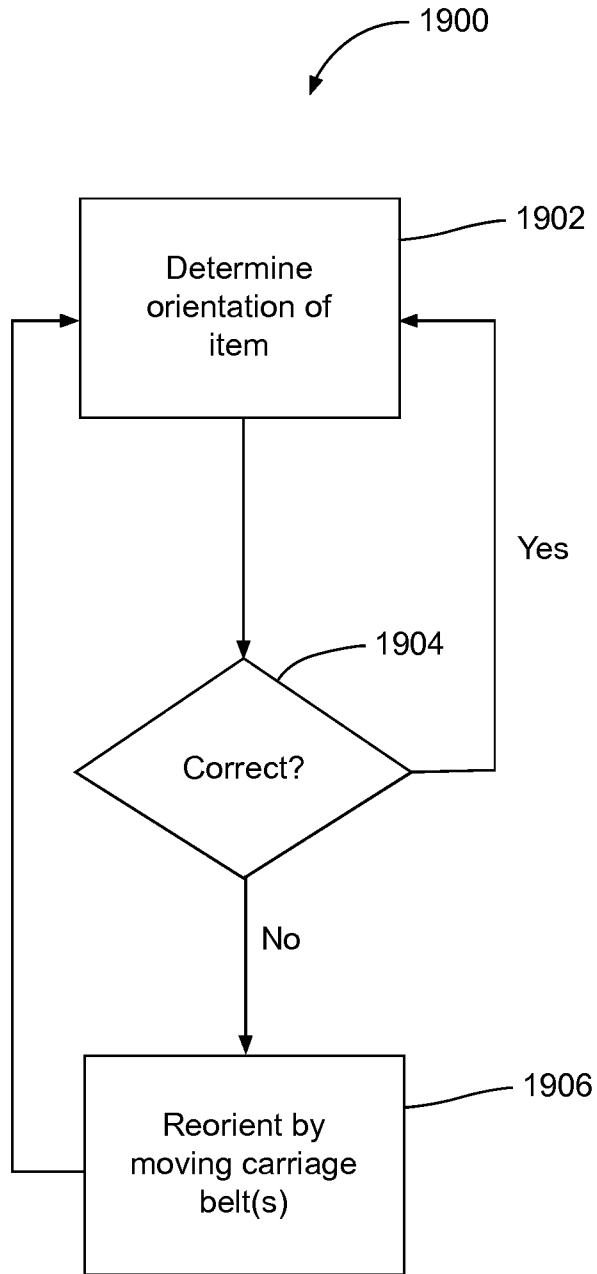 1900
1902
Determine
orientation of
item
Yes
1904
Correct?
No
1906
Reorient by
moving carriage
belt(s)